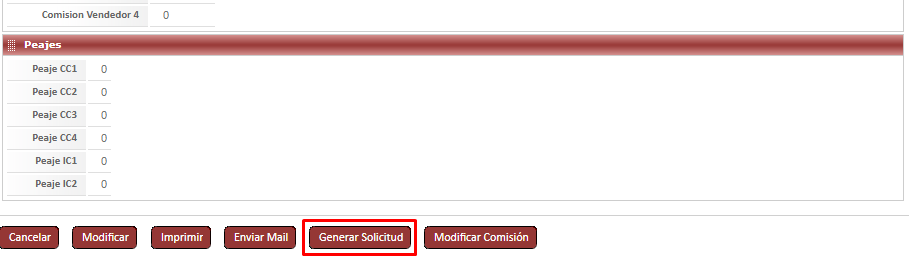 Comision Vendedor 4 0
Peajes
Peaje CC1 0
Peaje CC2 0
Peaje CC3 0
Peaje CC4 0
Peaje IC1 0
Peaje IC2 0
Cancelar Modificar Imprimir Enviar Mail Generar Solicitud Modificar Comisión